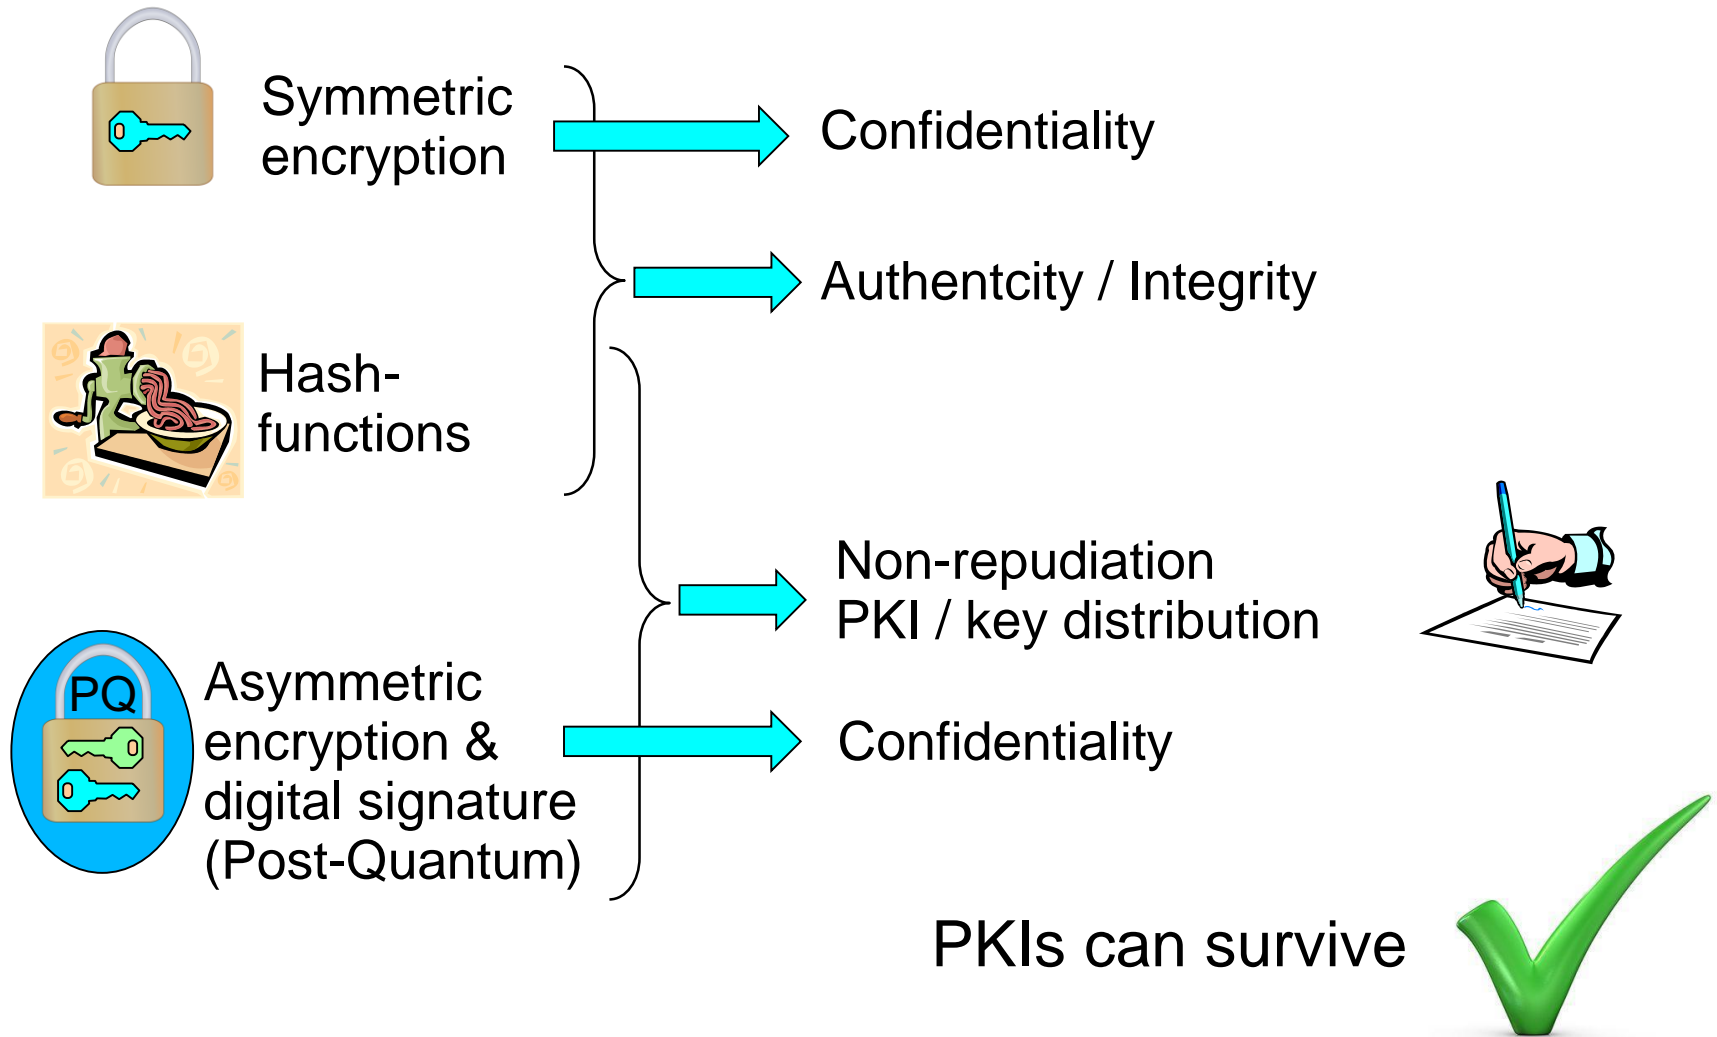 Symmetric
encryption
Confidentiality
Authentcity / Integrity
Hash-
functions
Non-repudiation
PKI / key distribution
PQ
Asymmetric
encryption &
digital signature
(Post-Quantum)
Confidentiality
PKIs can survive